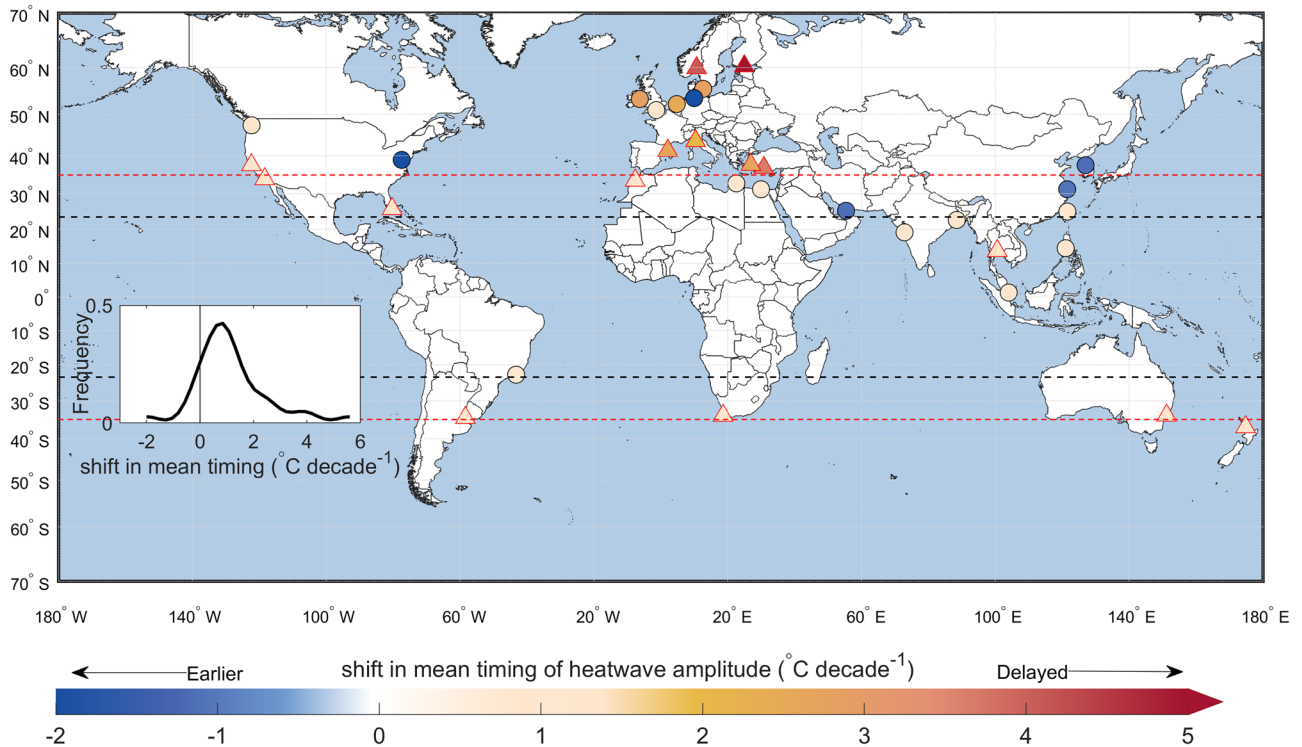 70° N
60° N
50° N
40° N
30° N
20° N
10° N
0°
10° S
20° S
30° S
40° S
50° S
60° S
70° S
0.5
Frequency
0
-2 0 2 4 6
shift in mean timing (°C decade⁻¹)
180° W 140° W 100° W 60° W 20° W 20° E 60° E 100° E 140° E 180° E
Earlier shift in mean timing of heatwave amplitude (°C decade⁻¹) Delayed
-2 -1 0 1 2 3 4 5